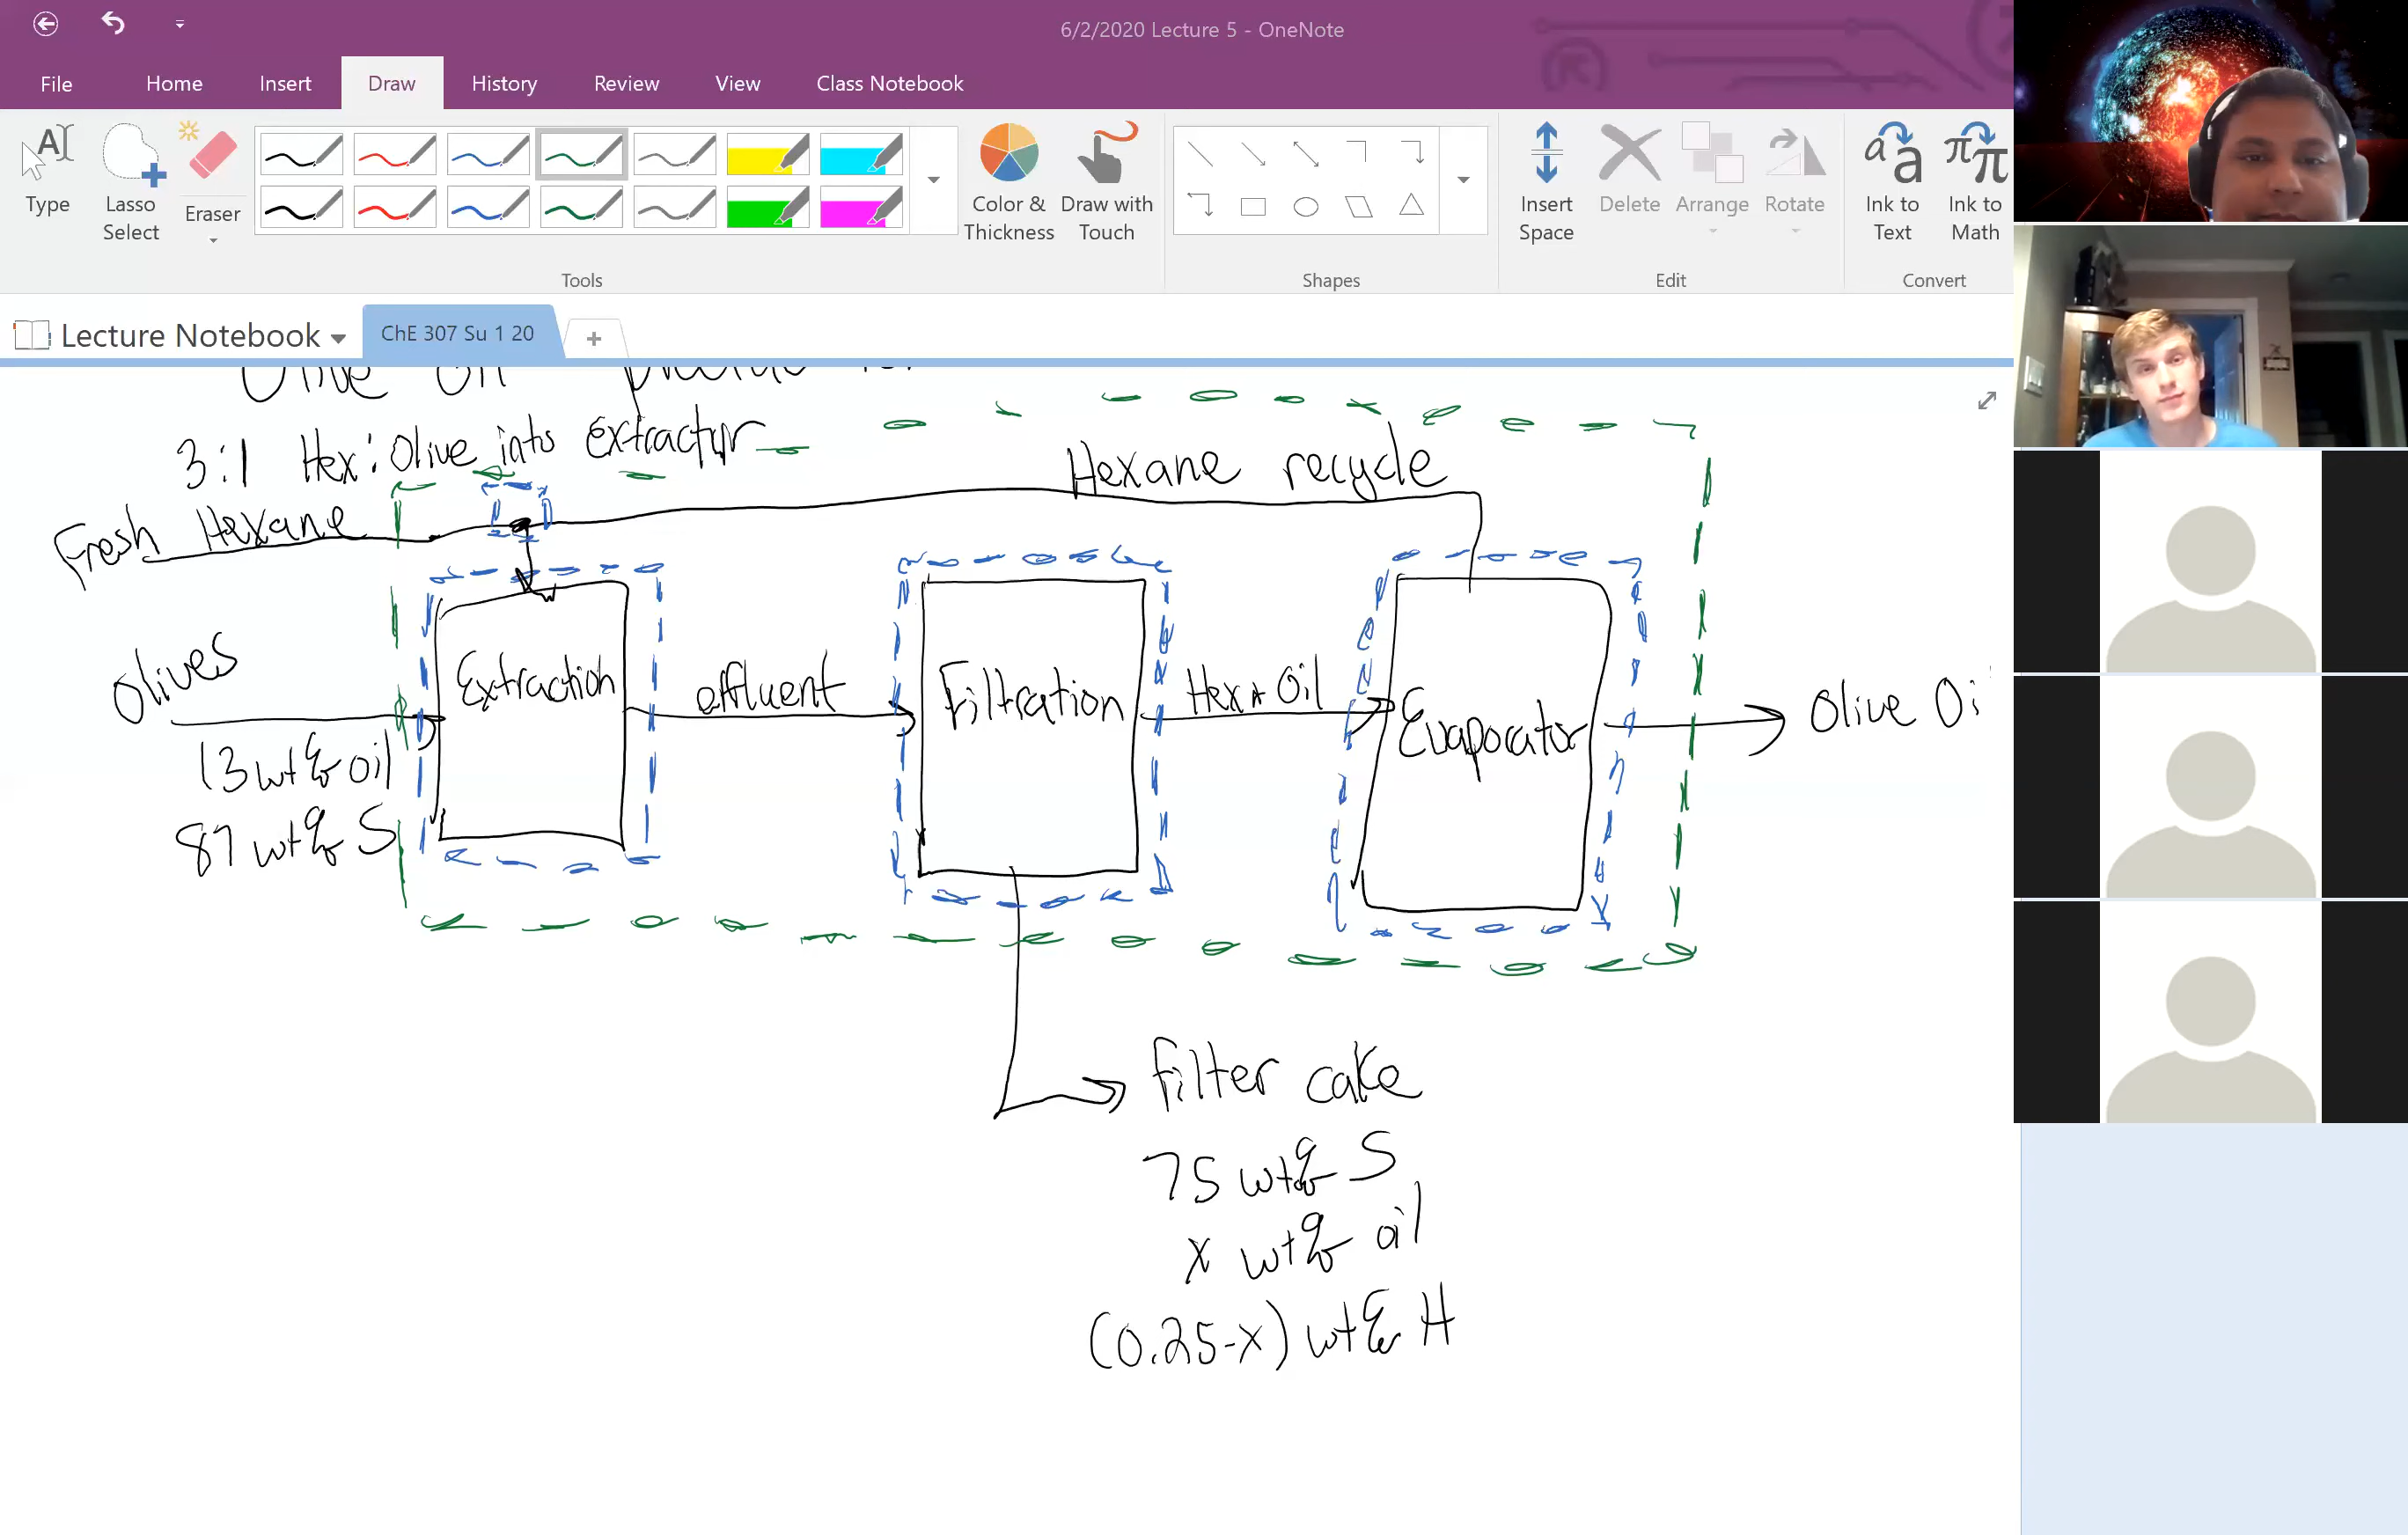 6/2/2020 Lecture 5 - OneNote
File Home Insert Draw History Review View Class Notebook
Type
Lasso Select
Eraser
Color & Thickness
Draw with Touch
Insert Space
Delete
Arrange
Rotate
Ink to Text
Ink to Math
Tools Shapes Edit Convert
Lecture Notebook ChE 307 Su 1 20 +
Olive Oil
3:1 Hex:Olive into extractor
Hexane recycle
Fresh Hexane
Olives
13 wt% oil
87 wt% S
Extraction
effluent
Filtration
Hex + Oil
Evaporator
Olive Oi
Filter cake
75 wt% S
x wt% oil
(0.25-x) wt% H